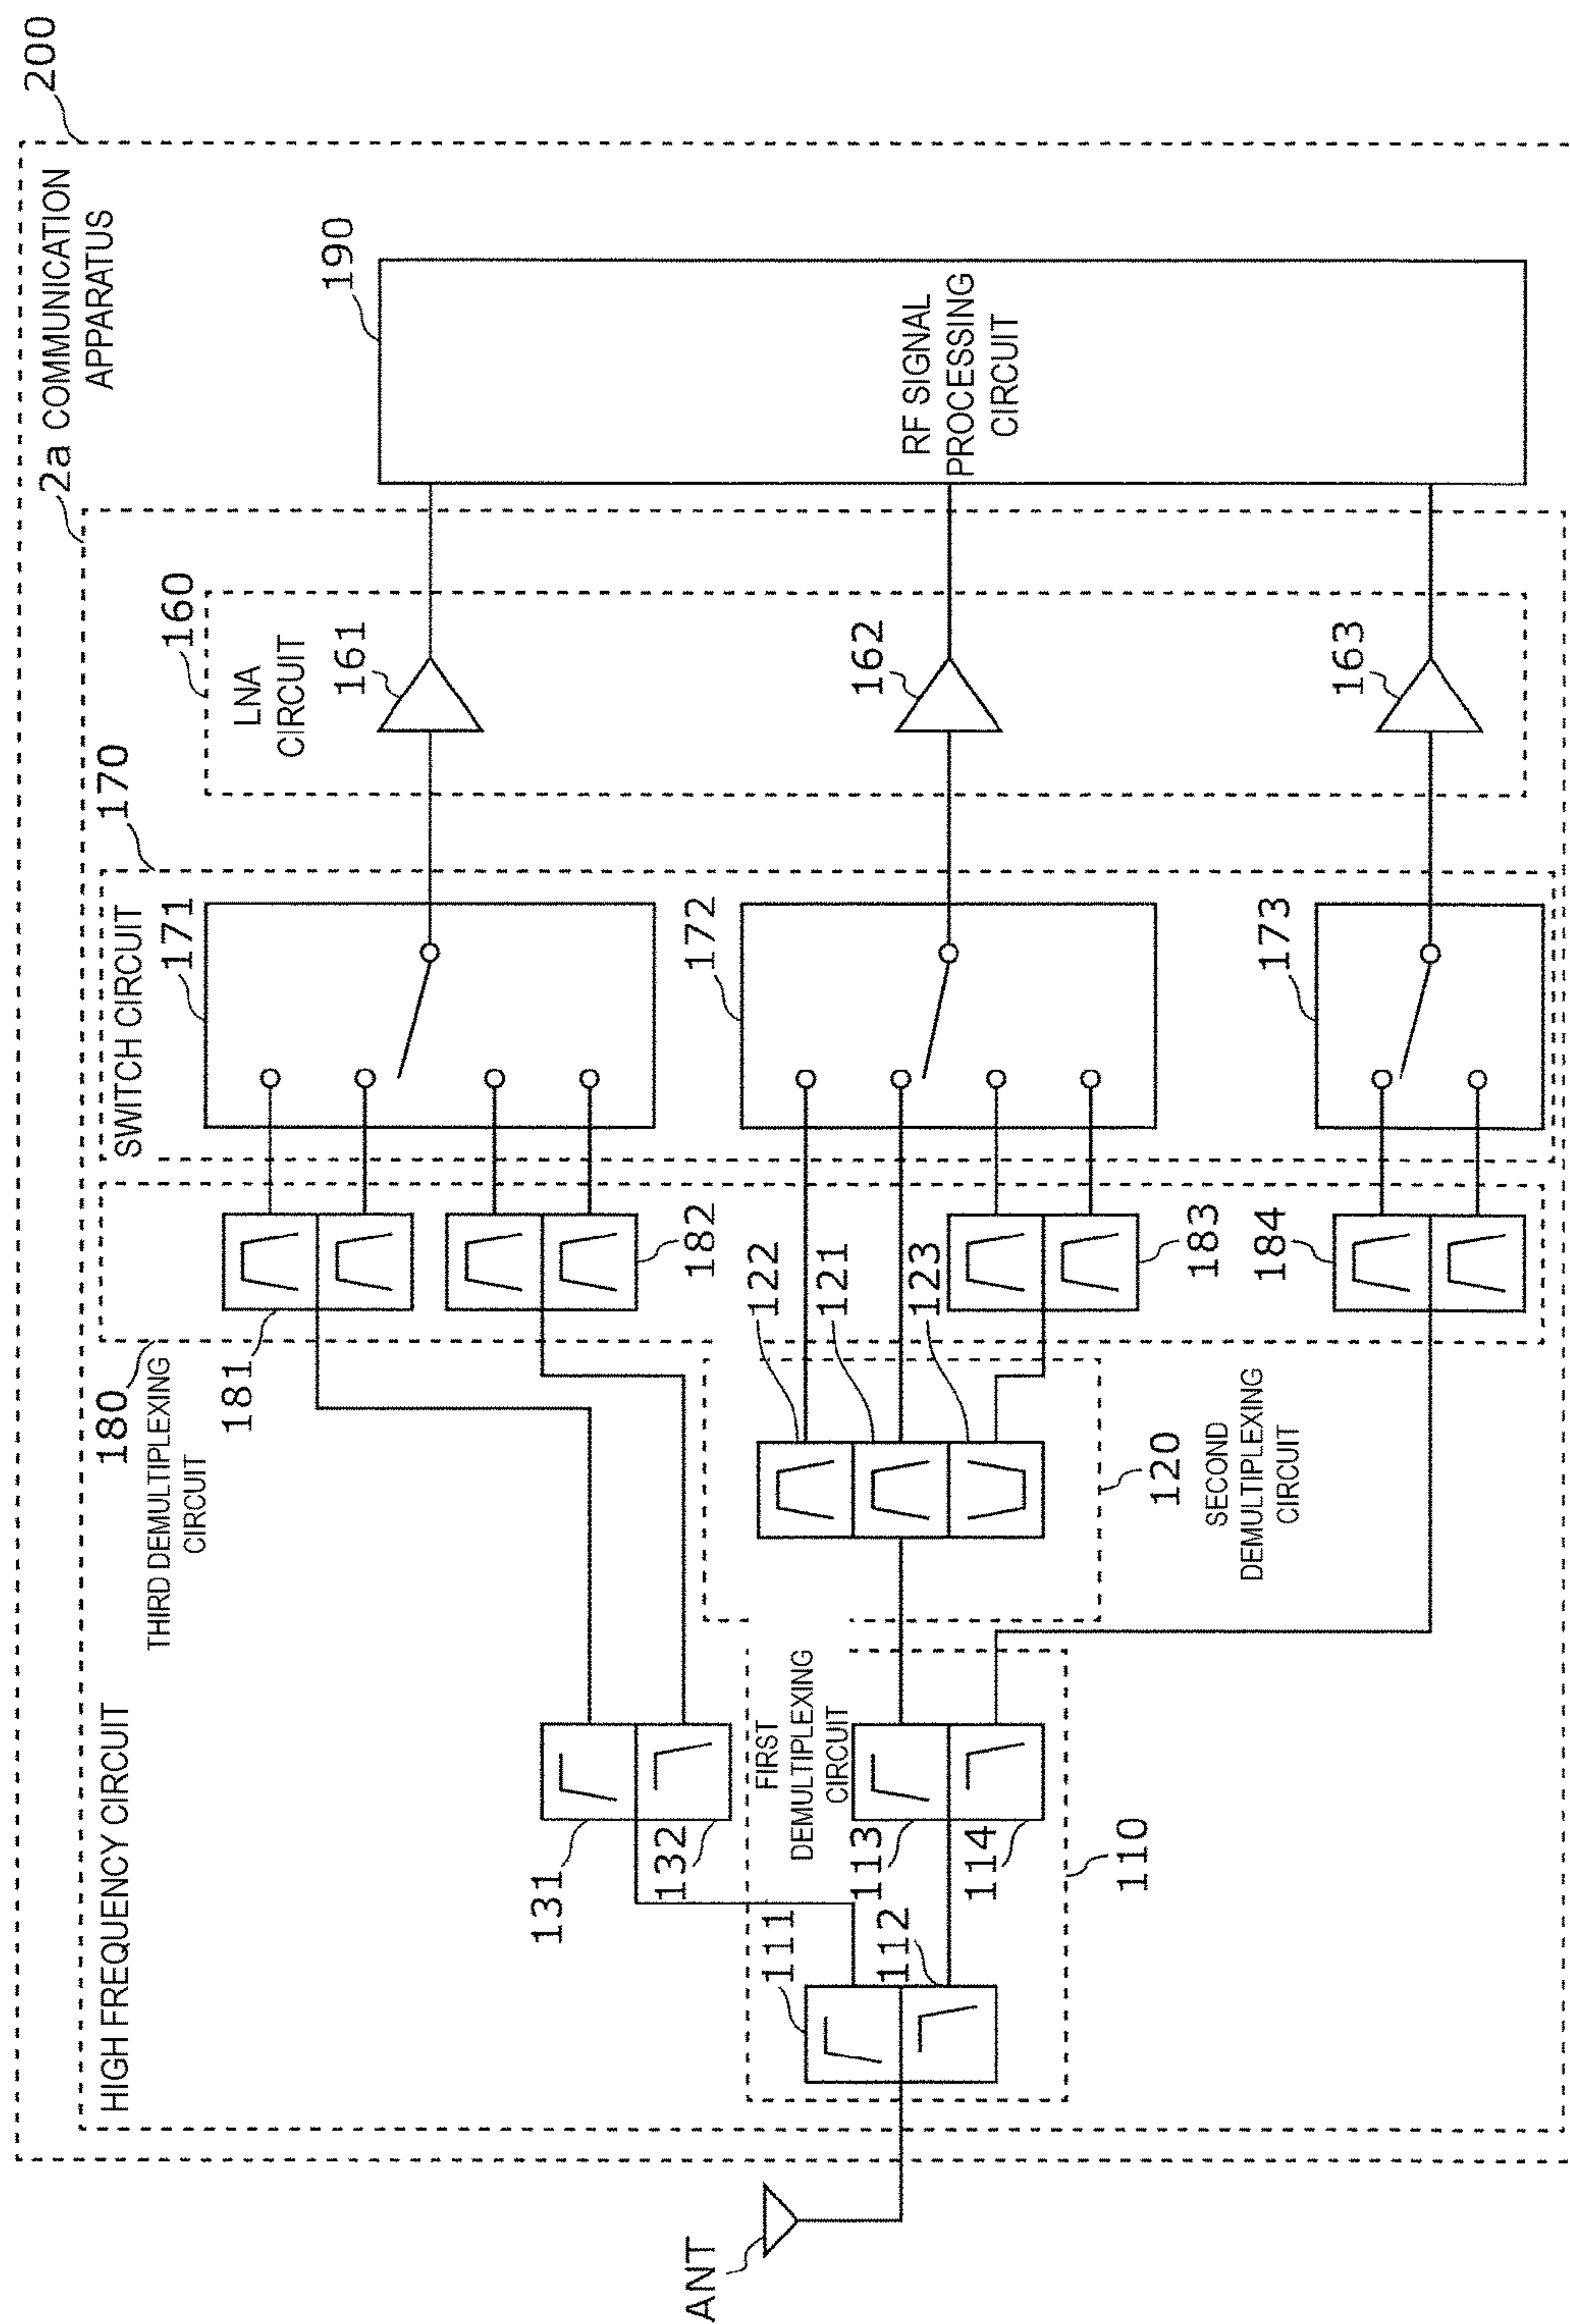 200
2a COMMUNICATION
APPARATUS
HIGH FREQUENCY CIRCUIT
180
THIRD DEMULTIPLEXING
CIRCUIT
SWITCH CIRCUIT
170
160
LNA
CIRCUIT
190
RF SIGNAL
PROCESSING
CIRCUIT
181
171
161
182
131
132
FIRST
DEMULTIPLEXING
CIRCUIT
111
112
113
114
110
122
121
123
120
SECOND
DEMULTIPLEXING
CIRCUIT
172
162
183
184
173
163
ANT